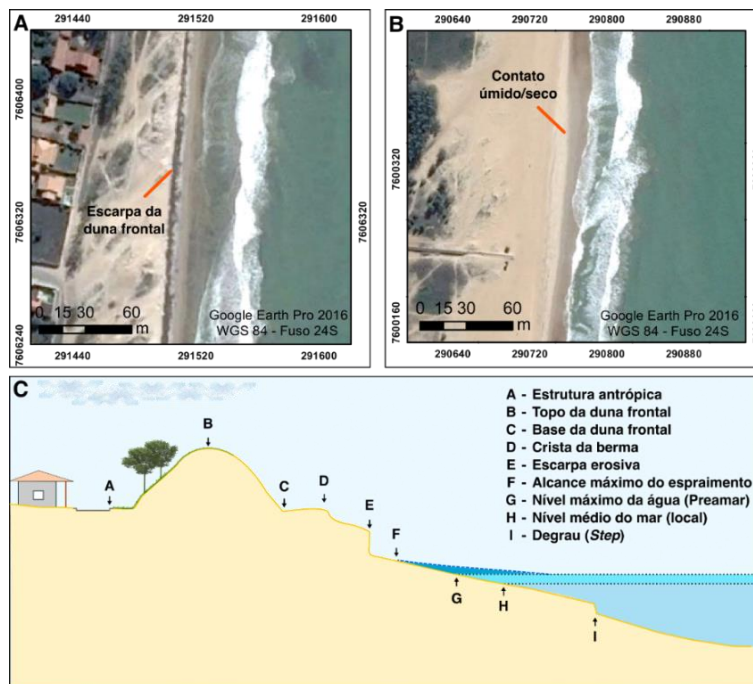 A
291440 291520 291600
7606400
7606320
7606240
Escarpa da
duna frontal
0 15 30 60
m
Google Earth Pro 2016
WGS 84 - Fuso 24S
7606320
291440 291520 291600
B
290640 290720 290800 290880
7600320
7600160
Contato
úmido/seco
0 15 30 60
m
Google Earth Pro 2016
WGS 84 - Fuso 24S
7600320
7600160
290640 290720 290800 290880
C
A
B
C
D
E
F
G
H
I
A - Estrutura antrópica
B - Topo da duna frontal
C - Base da duna frontal
D - Crista da berma
E - Escarpa erosiva
F - Alcance máximo do espraimento
G - Nível máximo da água (Preamar)
H - Nível médio do mar (local)
I - Degrau (Step)